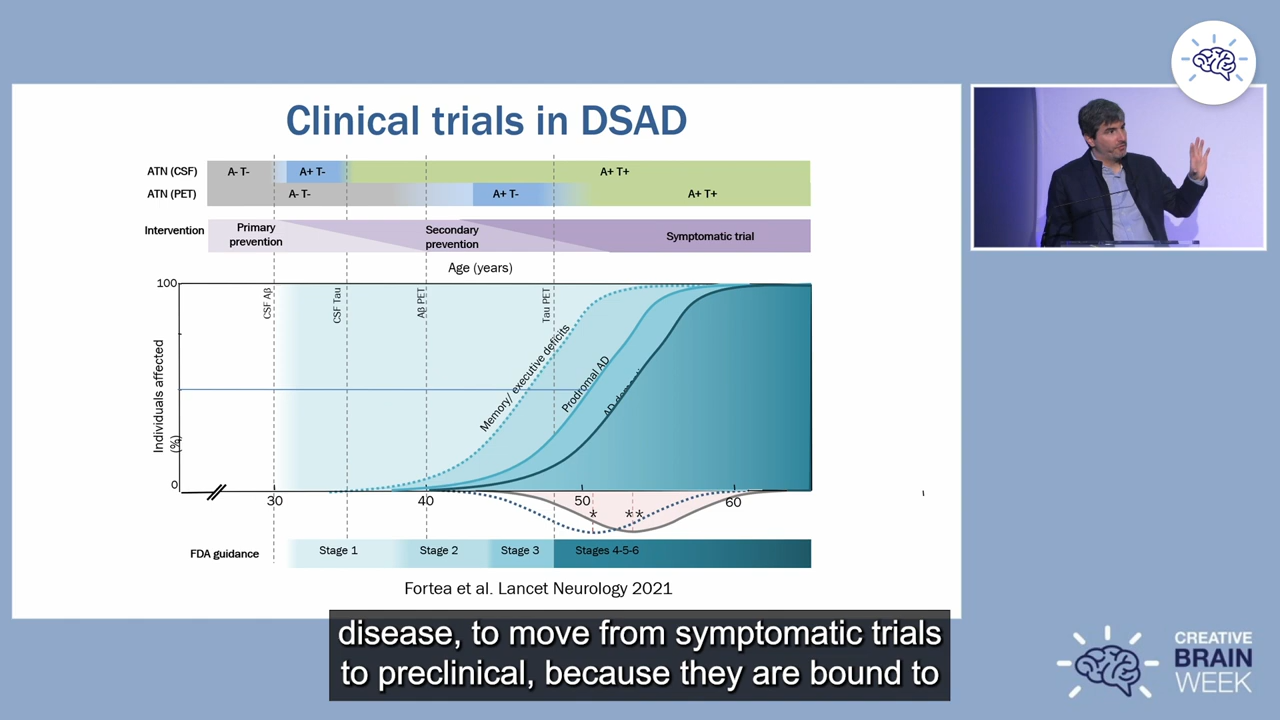 Clinical trials in DSAD
ATN (CSF)
A- T-
A+ T-
A+ T+
ATN (PET)
A- T-
A+ T-
A+ T+
Intervention
Primary
prevention
Secondary
prevention
Symptomatic trial
Age (years)
100
CSF Aβ
CSF Tau
Aβ PET
Tau PET
Individuals affected
(%)
Memory/ executive deficits
Prodromal AD
AD
0
30
40
50
60
*
**
FDA guidance
Stage 1
Stage 2
Stage 3
Stages 4-5-6
Fortea et al. Lancet Neurology 2021
disease, to move from symptomatic trials
to preclinical, because they are bound to
CREATIVE
BRAIN
WEEK